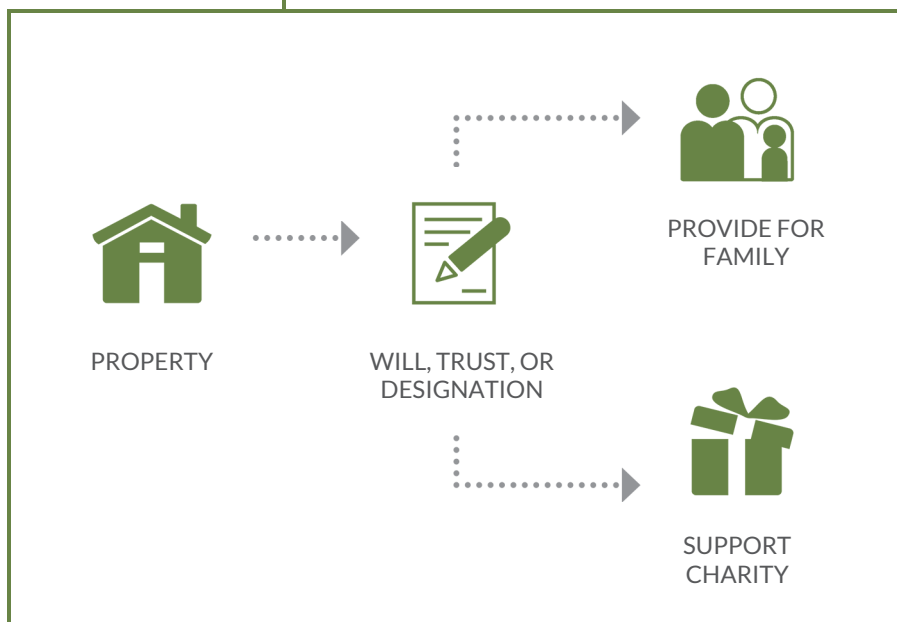 PROPERTY
WILL, TRUST, OR
DESIGNATION
PROVIDE FOR
FAMILY
SUPPORT
CHARITY